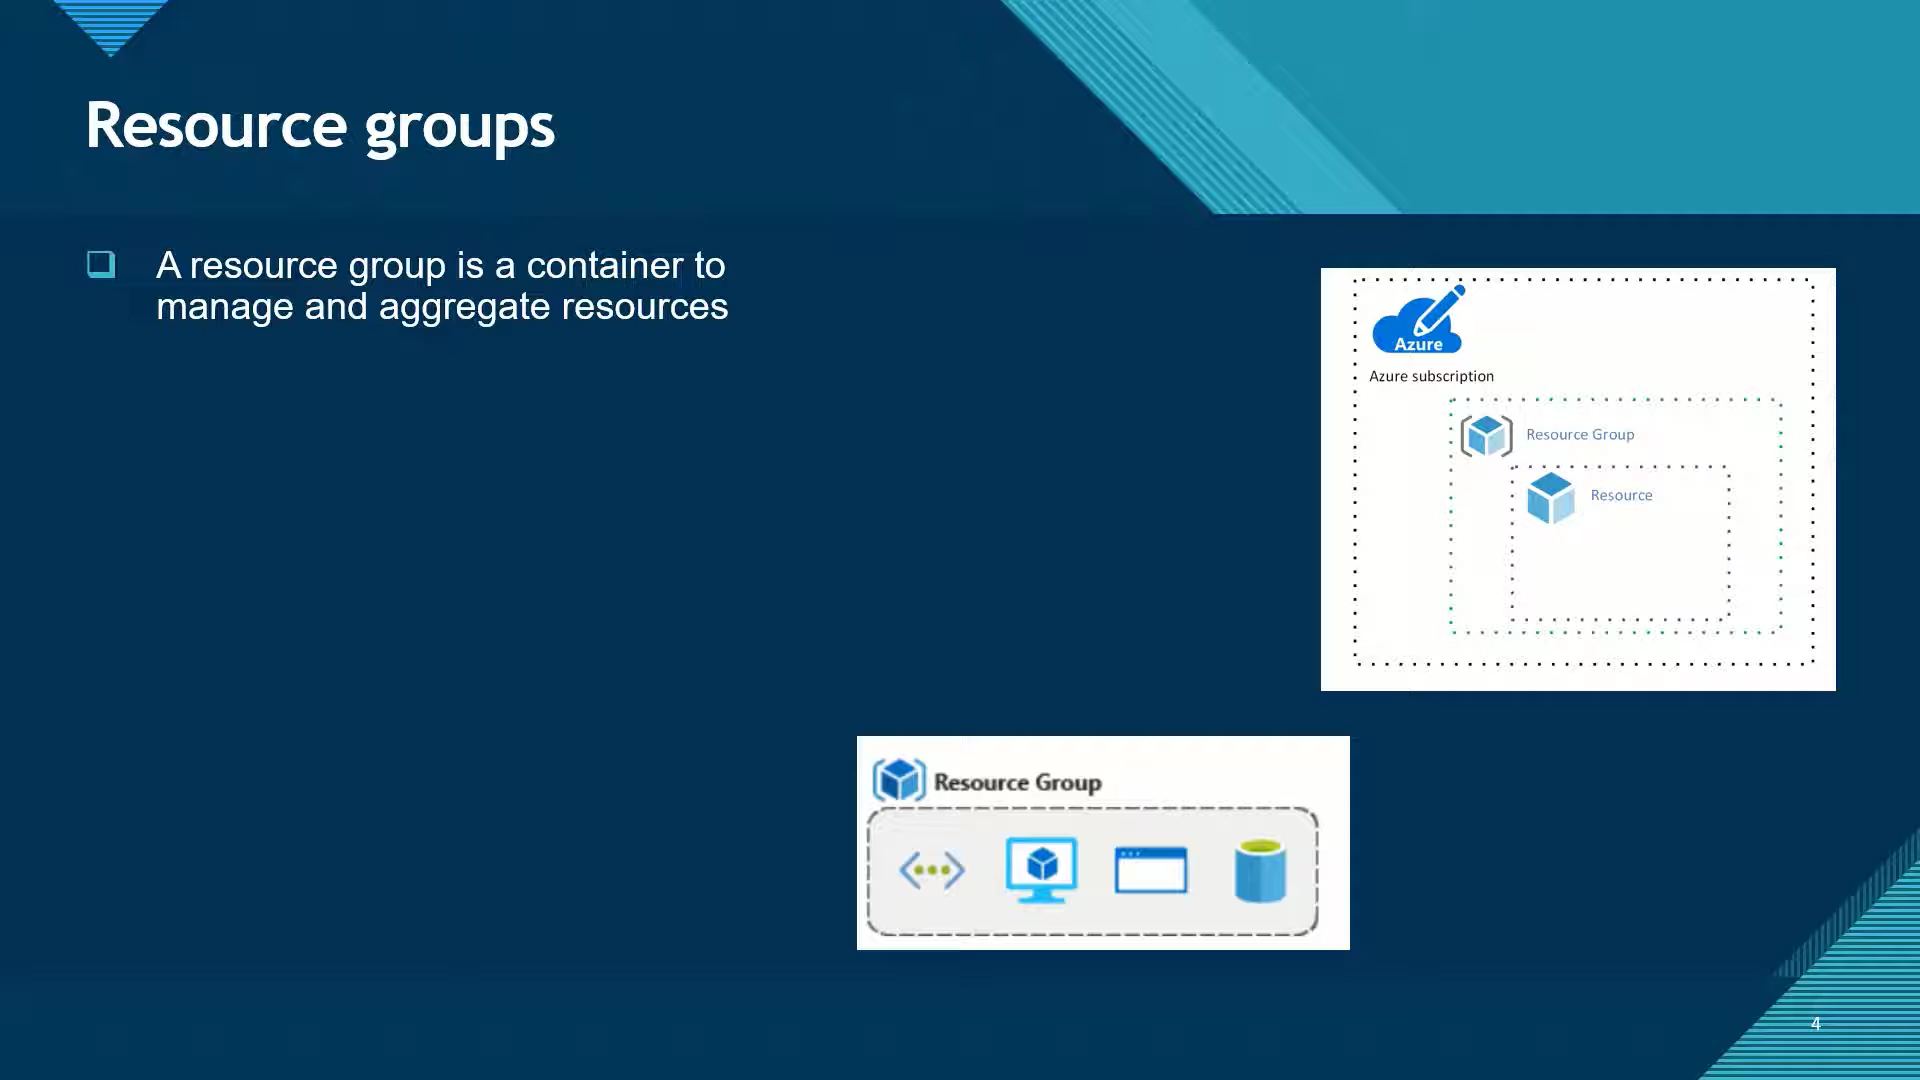 Resource groups
A resource group is a container to
manage and aggregate resources
Azure
Azure subscription
Resource Group
Resource
Resource Group
4